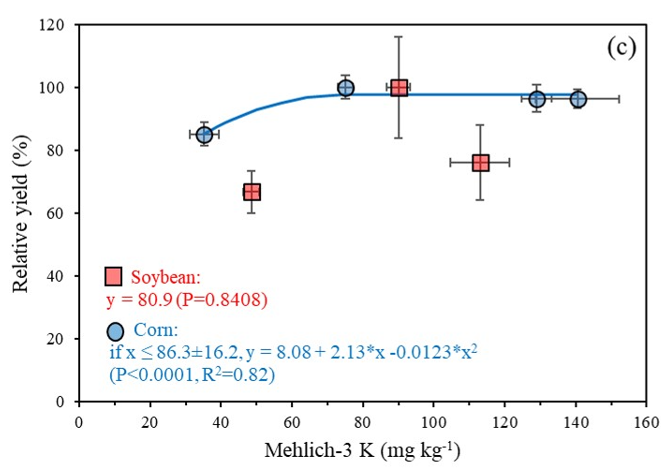 (c)
Relative yield (%)
120
100
80
60
40
20
0
Soybean:
y = 80.9 (P=0.8408)
Corn:
if x ≤ 86.3±16.2, y = 8.08 + 2.13*x -0.0123*x²
(P<0.0001, R²=0.82)
0 20 40 60 80 100 120 140 160
Mehlich-3 K (mg kg⁻¹)